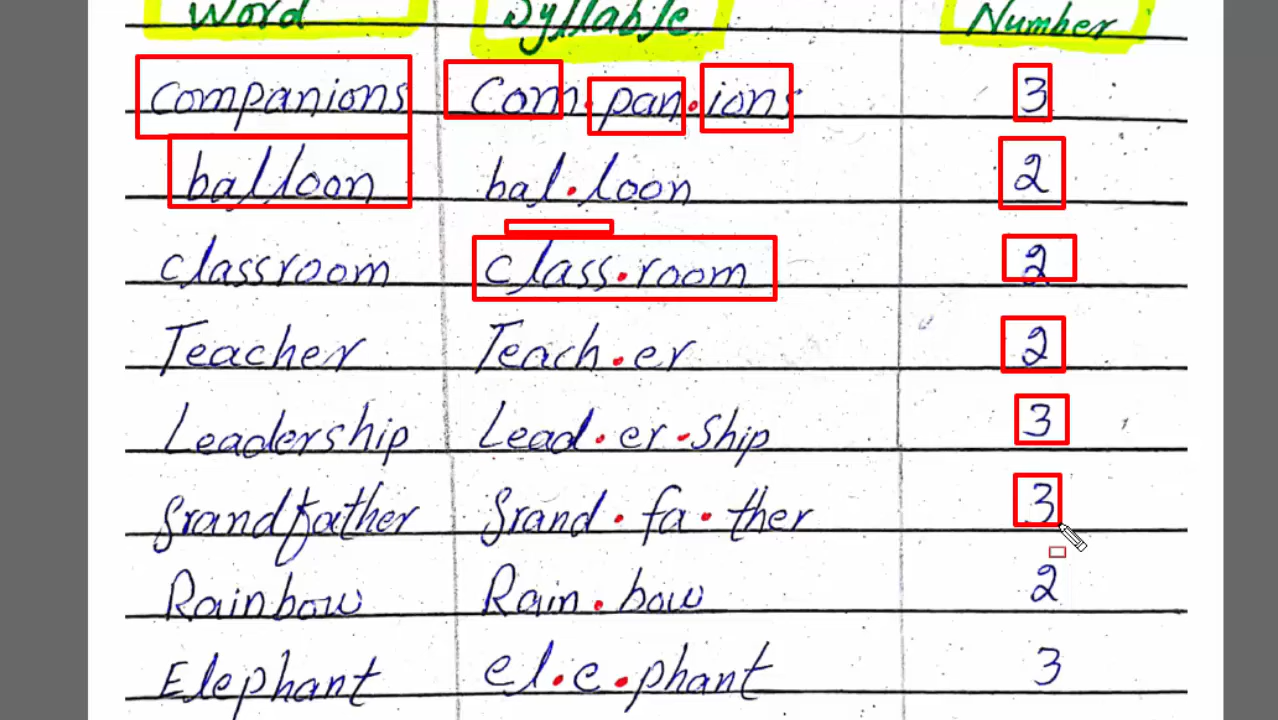 Word Syllable Number
Companions Com•pan•ions 3
balloon bal•loon 2
classroom class•room 2
Teacher Teach•er 2
Leadership Lead•er•ship 3
Grandfather Grand•fa•ther 3
Rainbow Rain•bow 2
Elephant el•e•phant 3